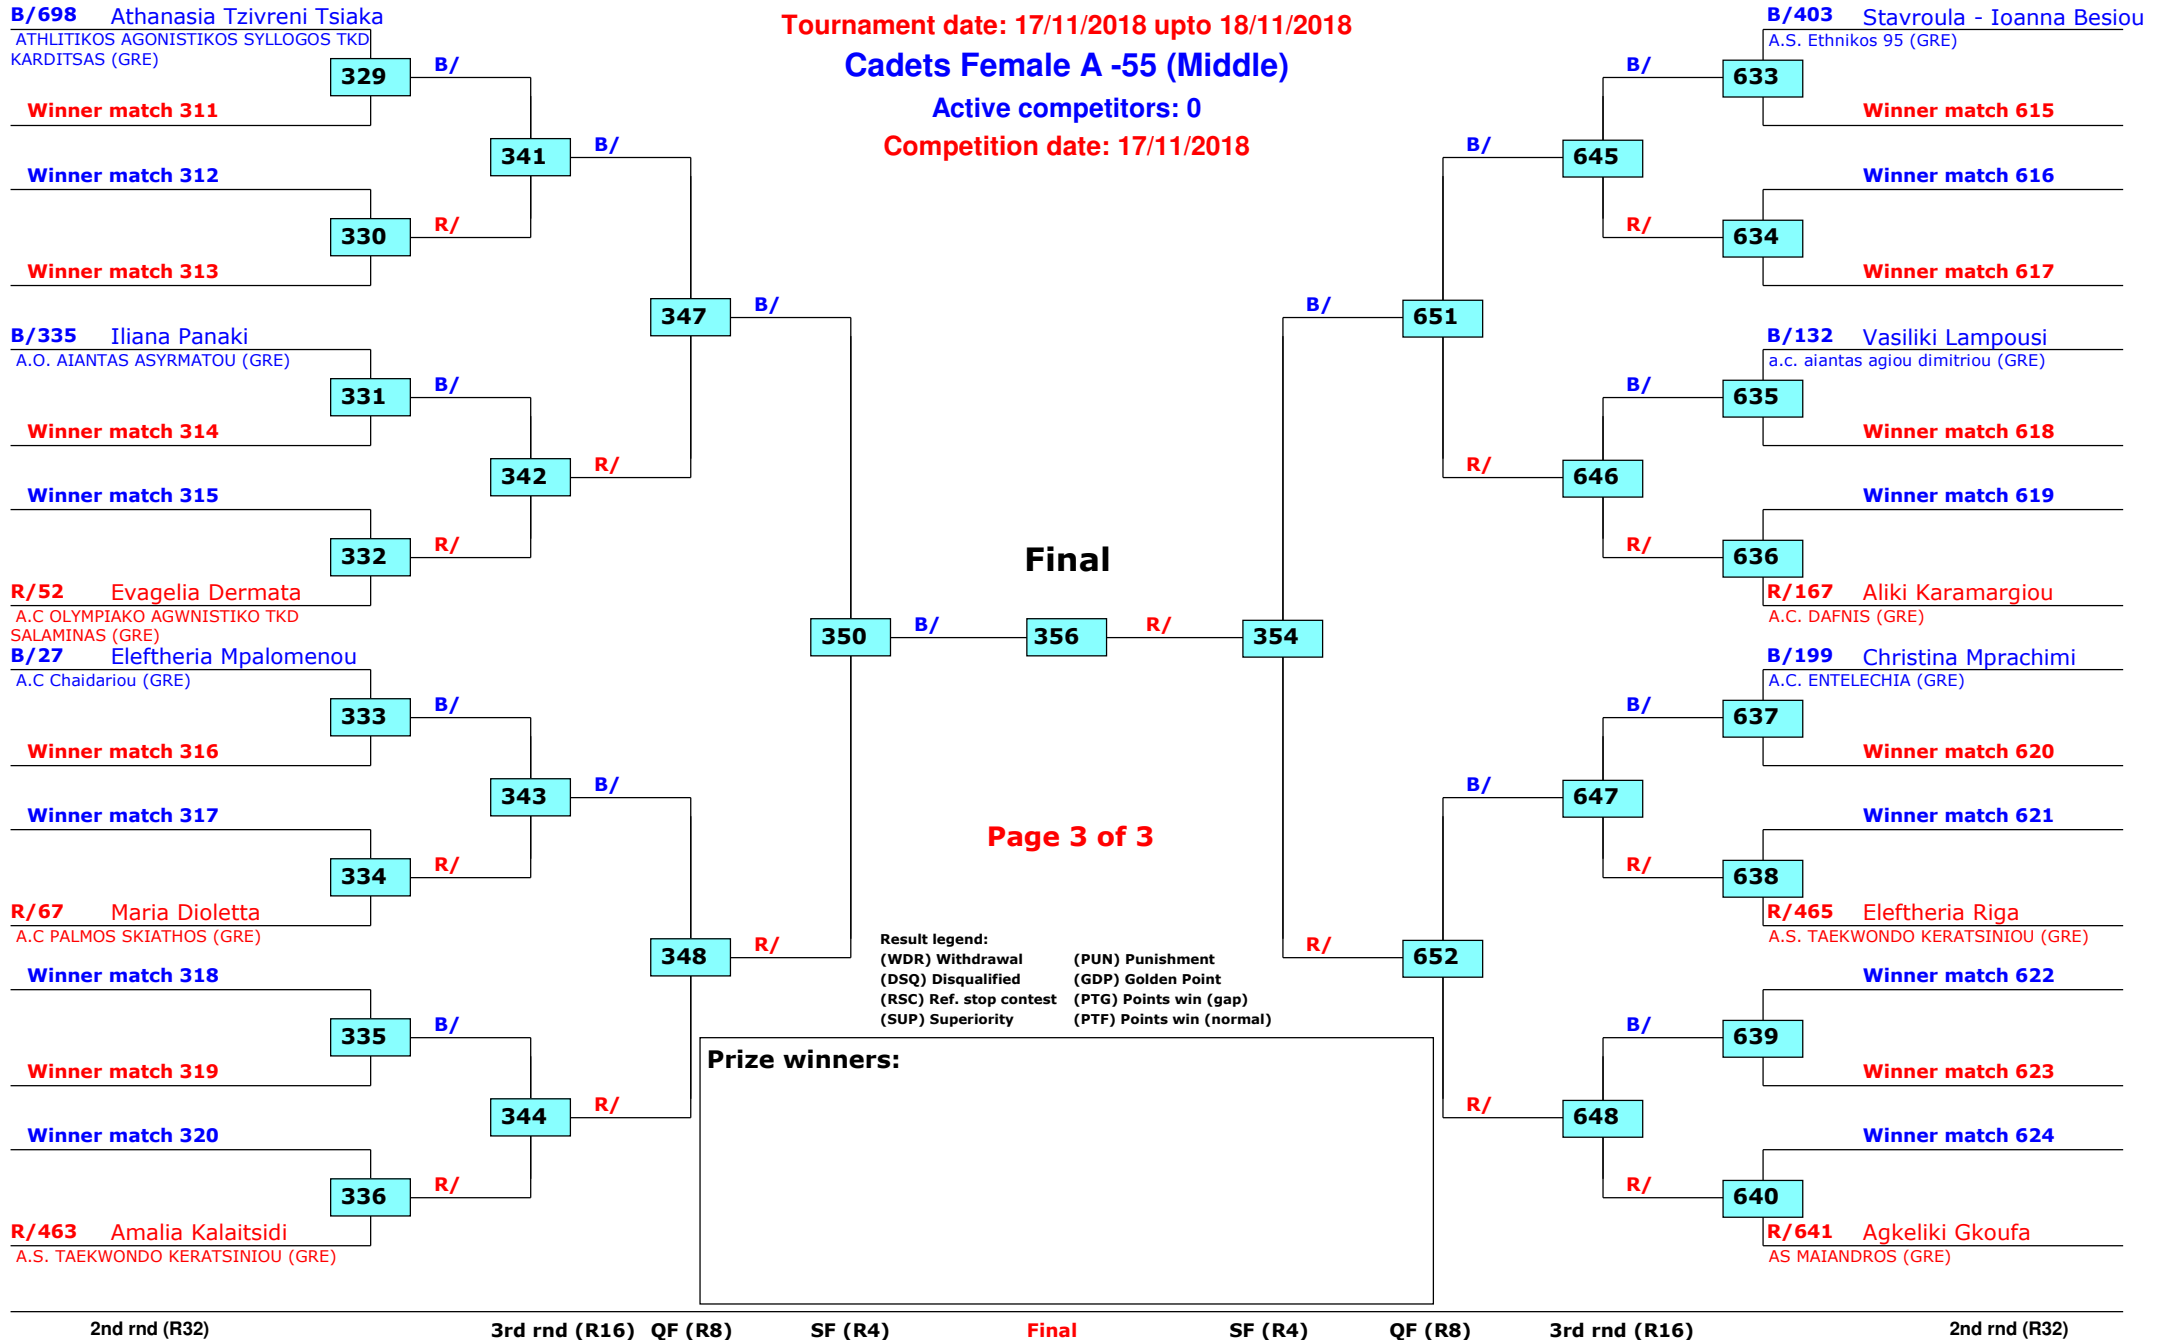 Tournament date: 17/11/2018 upto 18/11/2018
Cadets Female A -55 (Middle)
Active competitors: 0
Competition date: 17/11/2018
B/698 Athanasia Tzivreni Tsiaka
ATHLITIKOS AGONISTIKOS SYLLOGOS TKD
KARDITSAS (GRE)
329
B/
Winner match 311
341
B/
Winner match 312
330
R/
Winner match 313
347
B/
B/335 Iliana Panaki
A.O. AIANTAS ASYRMATOU (GRE)
331
B/
Winner match 314
342
R/
Winner match 315
332
R/
R/52 Evagelia Dermata
A.C OLYMPIAKO AGWNISTIKO TKD
SALAMINAS (GRE)
350
B/
B/27 Eleftheria Mpalomenou
A.C Chaidariou (GRE)
333
B/
Winner match 316
343
B/
Winner match 317
334
R/
R/67 Maria Dioletta
A.C PALMOS SKIATHOS (GRE)
348
R/
Winner match 318
335
B/
Winner match 319
344
R/
Winner match 320
336
R/
R/463 Amalia Kalaitsidi
A.S. TAEKWONDO KERATSINIOU (GRE)
Final
356
R/
354
Page 3 of 3
Result legend:
(WDR) Withdrawal (PUN) Punishment
(DSQ) Disqualified (GDP) Golden Point
(RSC) Ref. stop contest (PTG) Points win (gap)
(SUP) Superiority (PTF) Points win (normal)
Prize winners:
B/403 Stavroula - Ioanna Besiou
A.S. Ethnikos 95 (GRE)
B/
633
Winner match 615
B/
645
Winner match 616
R/
634
Winner match 617
B/
651
B/132 Vasiliki Lampousi
a.c. aiantas agiou dimitriou (GRE)
B/
635
Winner match 618
R/
646
Winner match 619
R/
636
R/167 Aliki Karamargiou
A.C. DAFNIS (GRE)
B/199 Christina Mprachimi
A.C. ENTELECHIA (GRE)
B/
637
Winner match 620
B/
647
Winner match 621
R/
638
R/465 Eleftheria Riga
A.S. TAEKWONDO KERATSINIOU (GRE)
R/
652
Winner match 622
B/
639
Winner match 623
R/
648
Winner match 624
R/
640
R/641 Agkeliki Gkoufa
AS MAIANDROS (GRE)
2nd rnd (R32) 3rd rnd (R16) QF (R8) SF (R4) Final SF (R4) QF (R8) 3rd rnd (R16) 2nd rnd (R32)